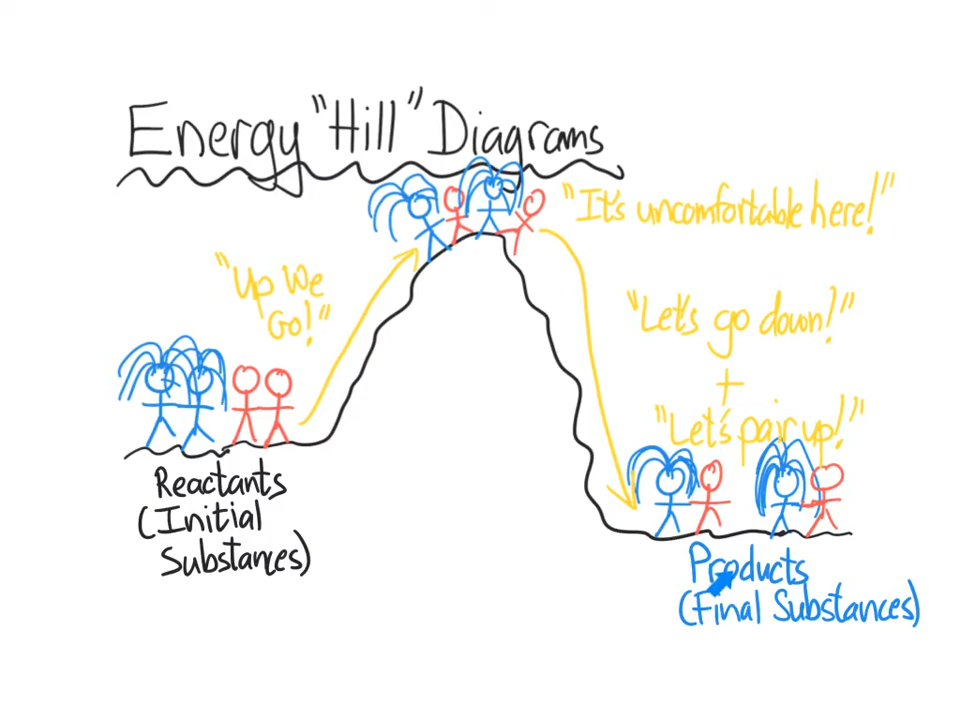 Energy "Hill" Diagrams
"It's uncomfortable here!"
"Up We
Go!"
"Let's go down!"
+
"Let's pair up!"
Reactants
(Initial
Substances)
Products
(Final Substances)